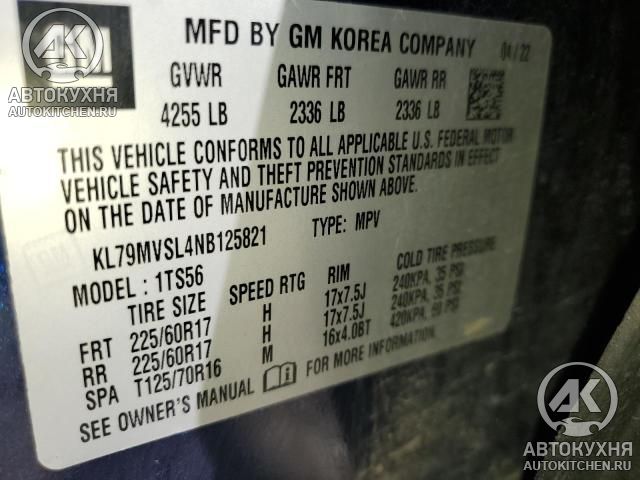 AK
GM
АВТОКУХНЯ
AUTOKITCHEN.RU
MFD BY GM KOREA COMPANY 04/22
GVWR GAWR FRT GAWR RR
4255 LB 2336 LB 2336 LB
THIS VEHICLE CONFORMS TO ALL APPLICABLE U.S. FEDERAL MOTOR
VEHICLE SAFETY AND THEFT PREVENTION STANDARDS IN EFFECT
ON THE DATE OF MANUFACTURE SHOWN ABOVE.
KL79MVSL4NB125821 TYPE: MPV
MODEL : 1TS56
TIRE SIZE SPEED RTG RIM COLD TIRE PRESSURE
FRT 225/60R17 H 17x7.5J 240KPA, 35 PSI
RR 225/60R17 H 17x7.5J 240KPA, 35 PSI
SPA T125/70R16 M 16x4.0BT 420KPA, 60 PSI
SEE OWNER'S MANUAL FOR MORE INFORMATION
AK
АВТОКУХНЯ
AUTOKITCHEN.RU